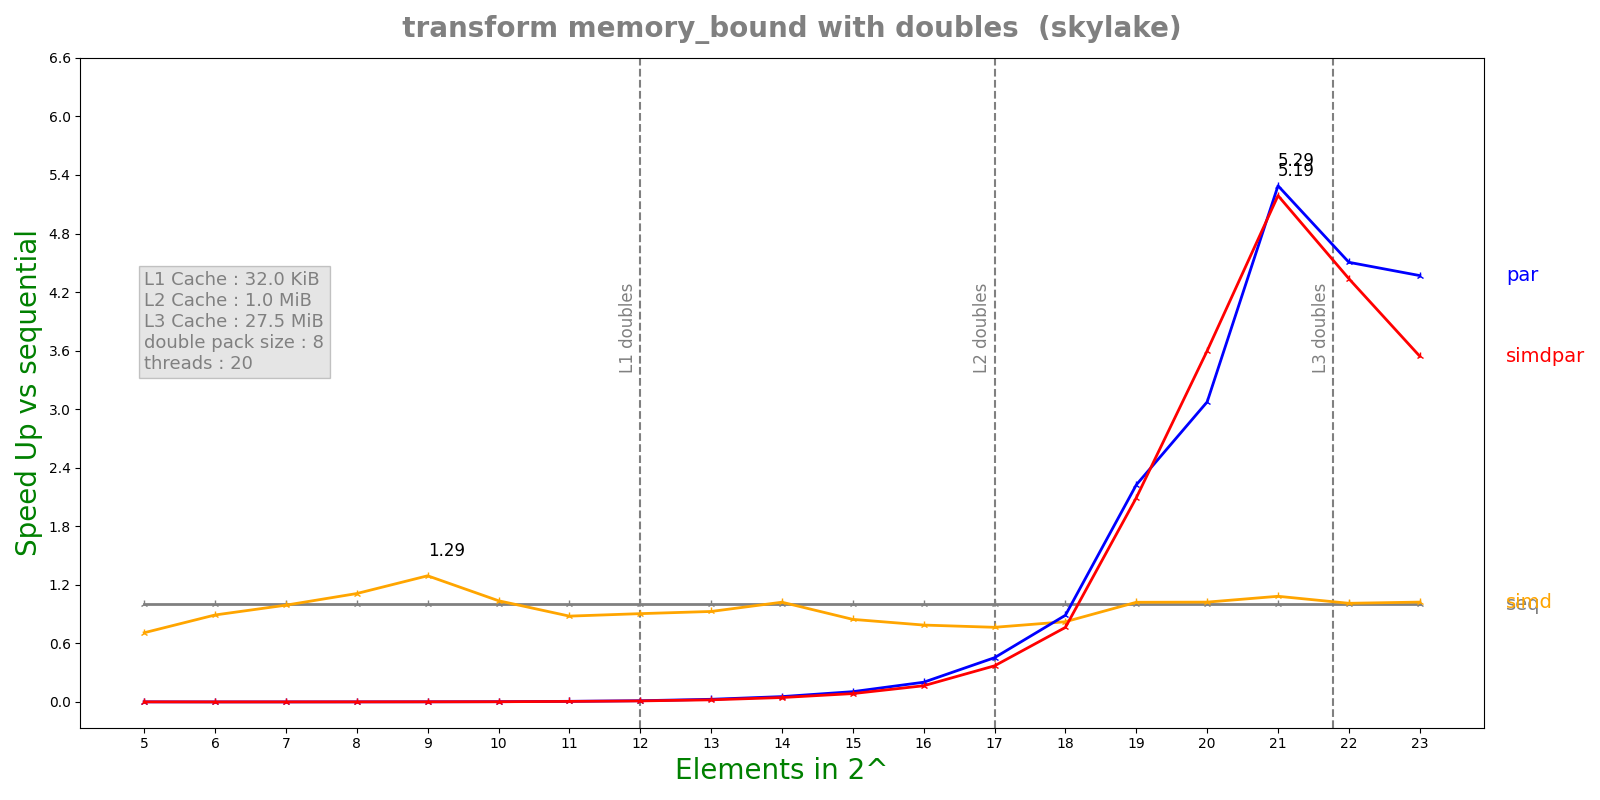 transform memory_bound with doubles  (skylake)
Speed Up vs sequential
6.6
6.0
5.4
4.8
4.2
3.6
3.0
2.4
1.8
1.2
0.6
0.0
L1 Cache : 32.0 KiB
L2 Cache : 1.0 MiB
L3 Cache : 27.5 MiB
double pack size : 8
threads : 20
L1 doubles
L2 doubles
L3 doubles
1.29
5.29
5.19
par
simdpar
simd
seq
5 6 7 8 9 10 11 12 13 14 15 16 17 18 19 20 21 22 23
Elements in 2^